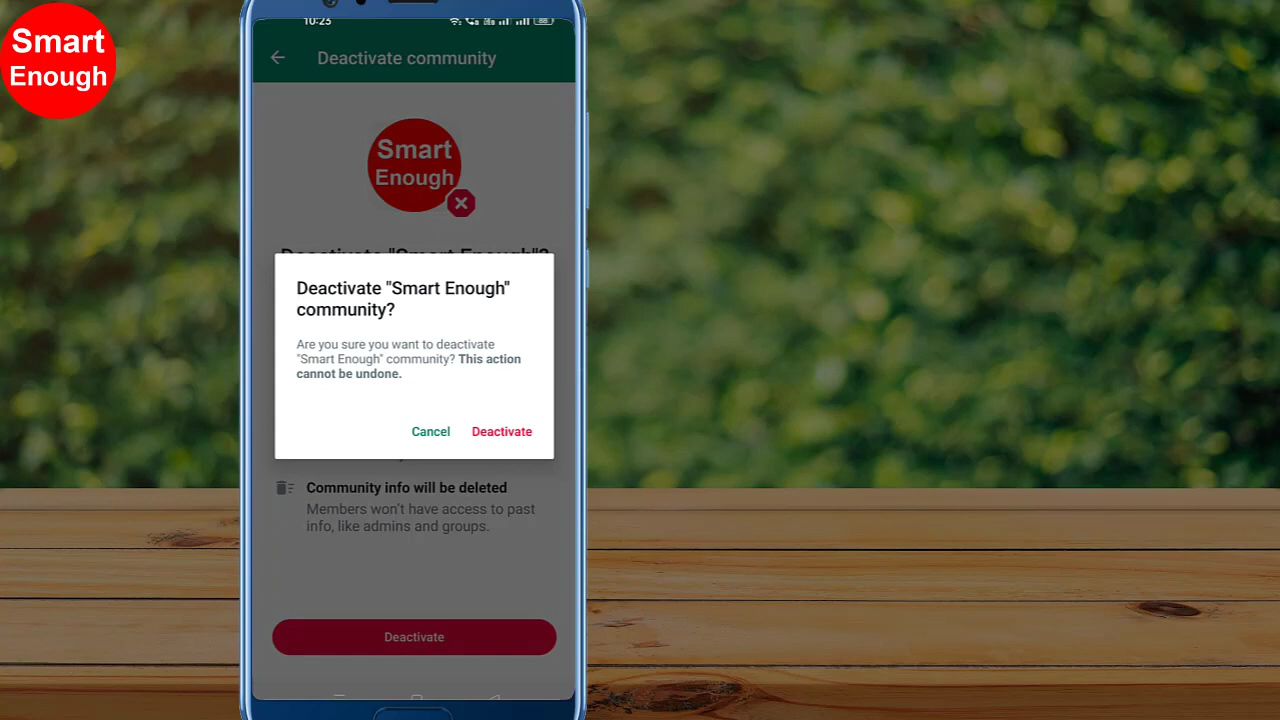 Smart
Enough
10:23
Deactivate community
Smart
Enough
Deactivate "Smart Enough"?
Deactivate "Smart Enough"
community?
Are you sure you want to deactivate
"Smart Enough" community? This action
cannot be undone.
Cancel
Deactivate
Community info will be deleted
Members won't have access to past
info, like admins and groups.
Deactivate